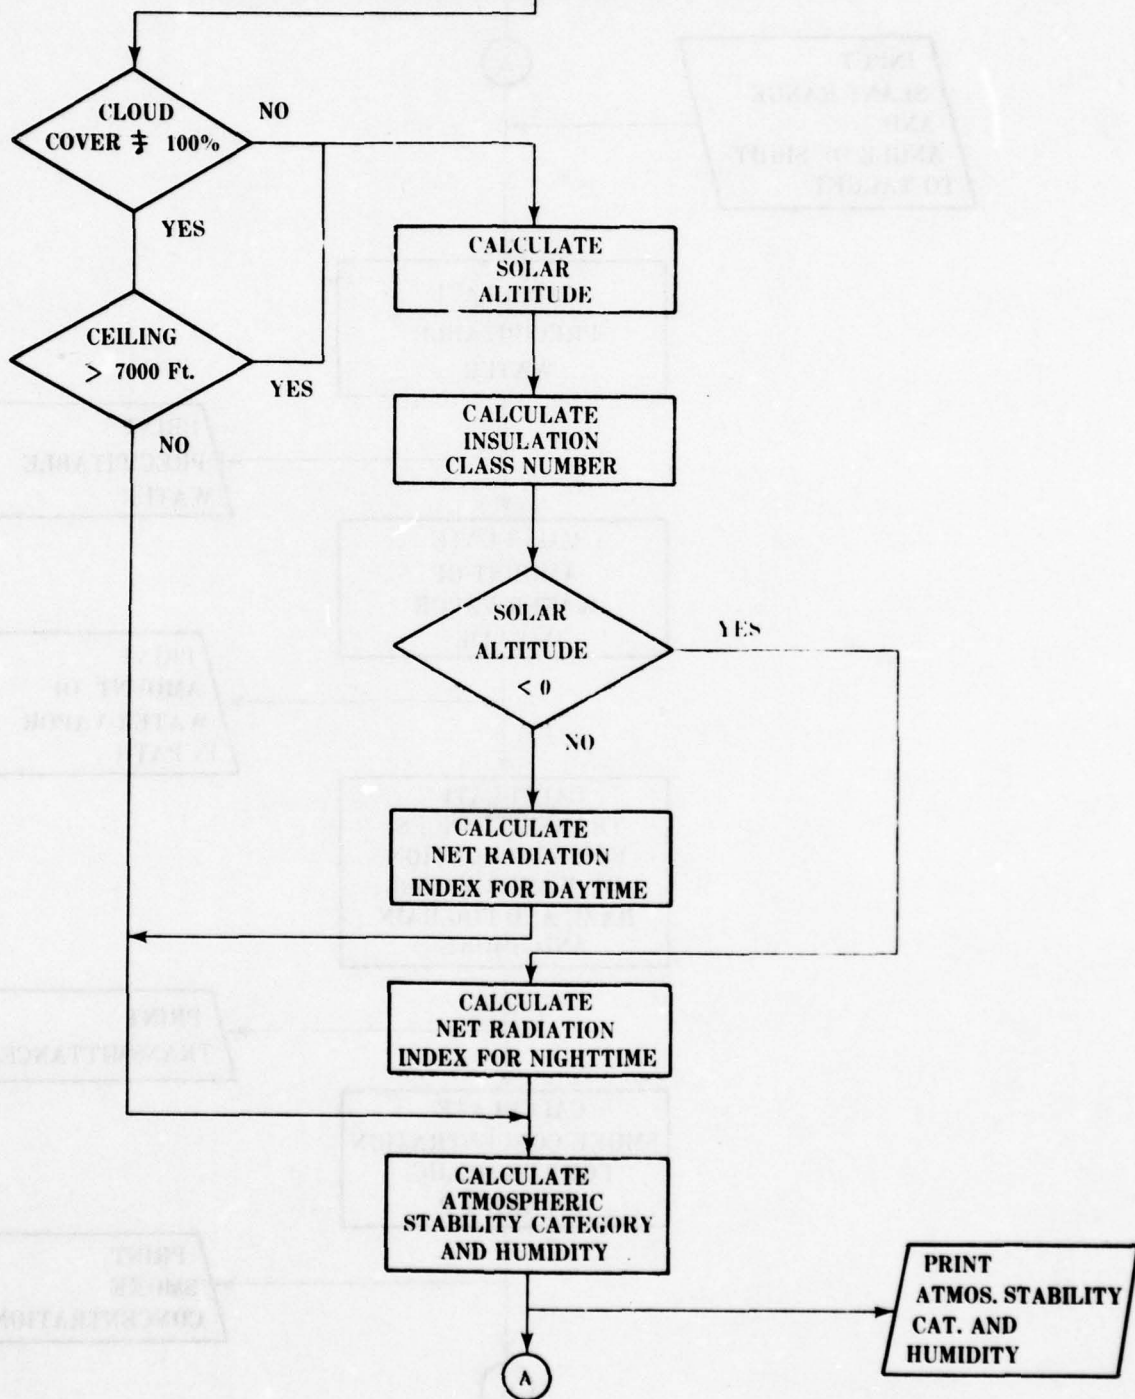 CLOUD
COVER ‡ 100%
NO
YES
CEILING
> 7000 Ft.
YES
NO
CALCULATE
SOLAR
ALTITUDE
CALCULATE
INSULATION
CLASS NUMBER
SOLAR
ALTITUDE
< 0
YES
NO
CALCULATE
NET RADIATION
INDEX FOR DAYTIME
CALCULATE
NET RADIATION
INDEX FOR NIGHTTIME
CALCULATE
ATMOSPHERIC
STABILITY CATEGORY
AND HUMIDITY
PRINT
ATMOS. STABILITY
CAT. AND
HUMIDITY
A